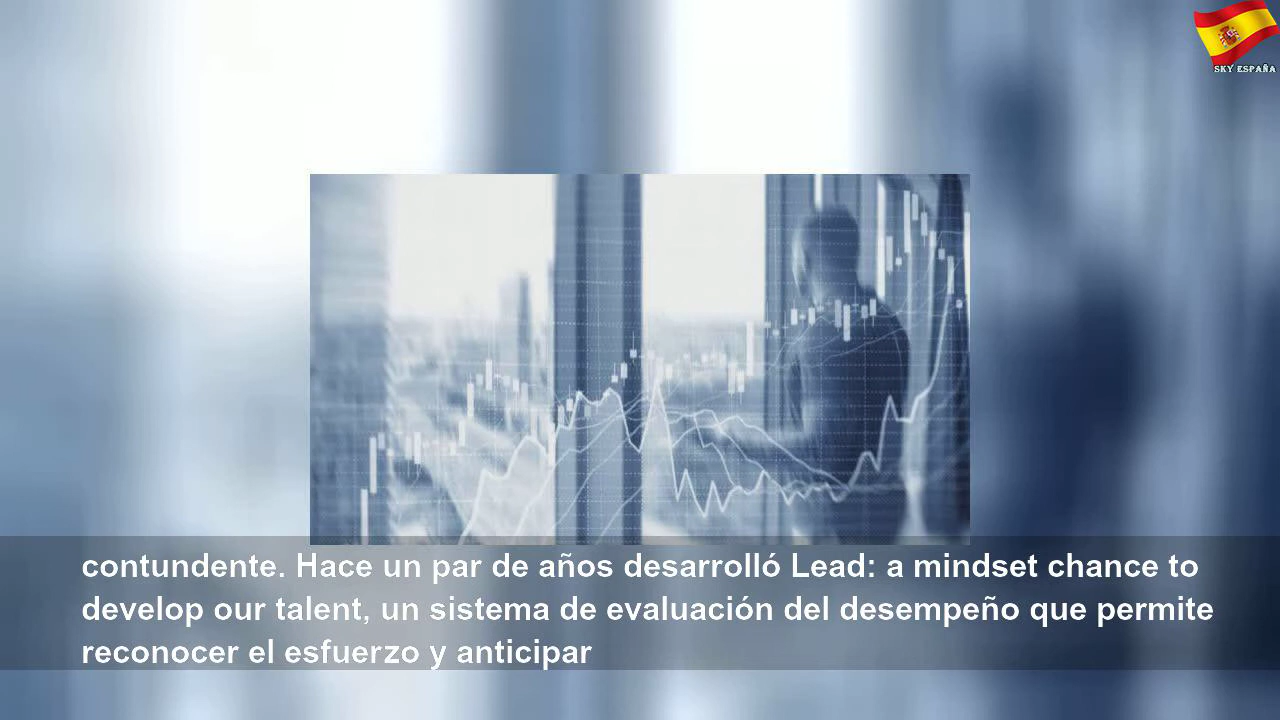 SKY ESPAÑA
contundente. Hace un par de años desarrolló Lead: a mindset chance to
develop our talent, un sistema de evaluación del desempeño que permite
reconocer el esfuerzo y anticipar